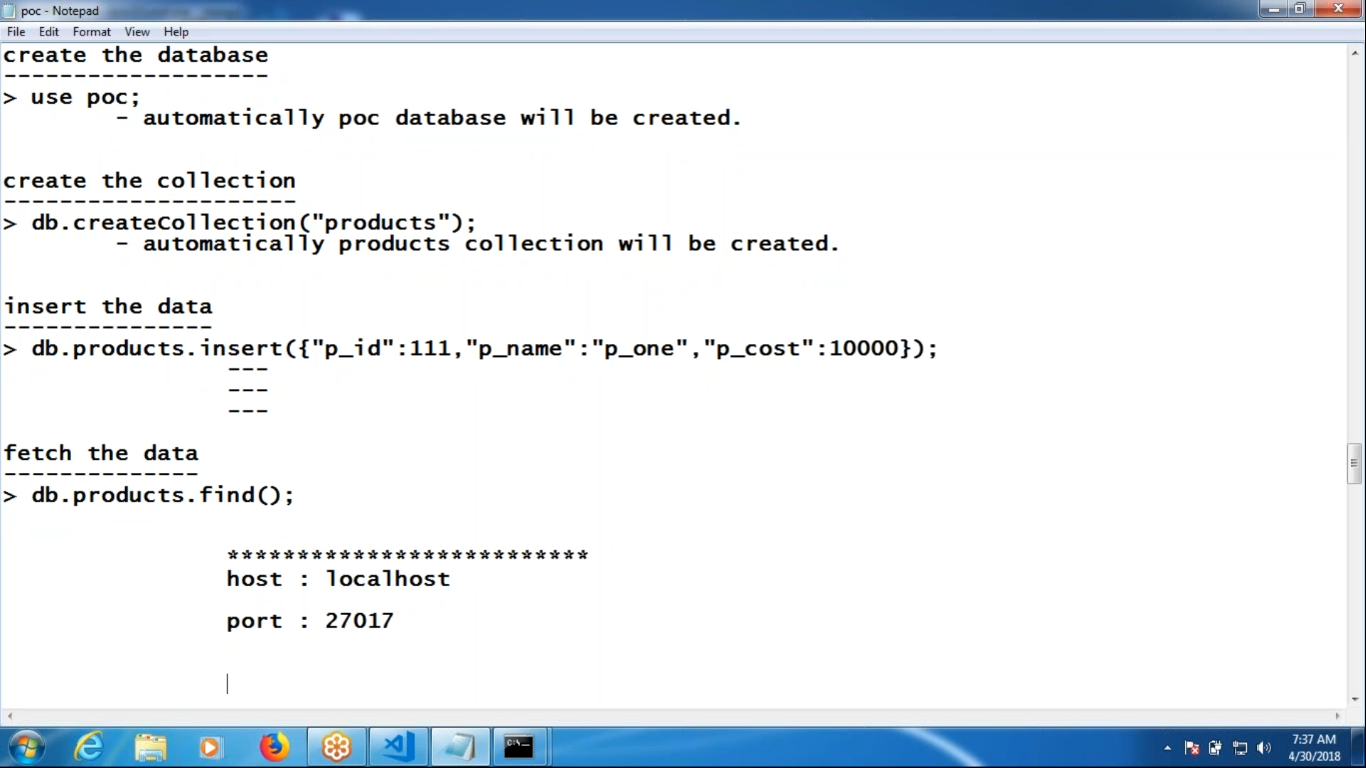 poc - Notepad
File Edit Format View Help
create the database
-------------------
> use poc;
- automatically poc database will be created.
create the collection
---------------------
> db.createCollection("products");
- automatically products collection will be created.
insert the data
---------------
> db.products.insert({"p_id":111,"p_name":"p_one","p_cost":10000});
---
---
---
fetch the data
--------------
> db.products.find();
**************************
host : localhost
port : 27017
7:37 AM
4/30/2018